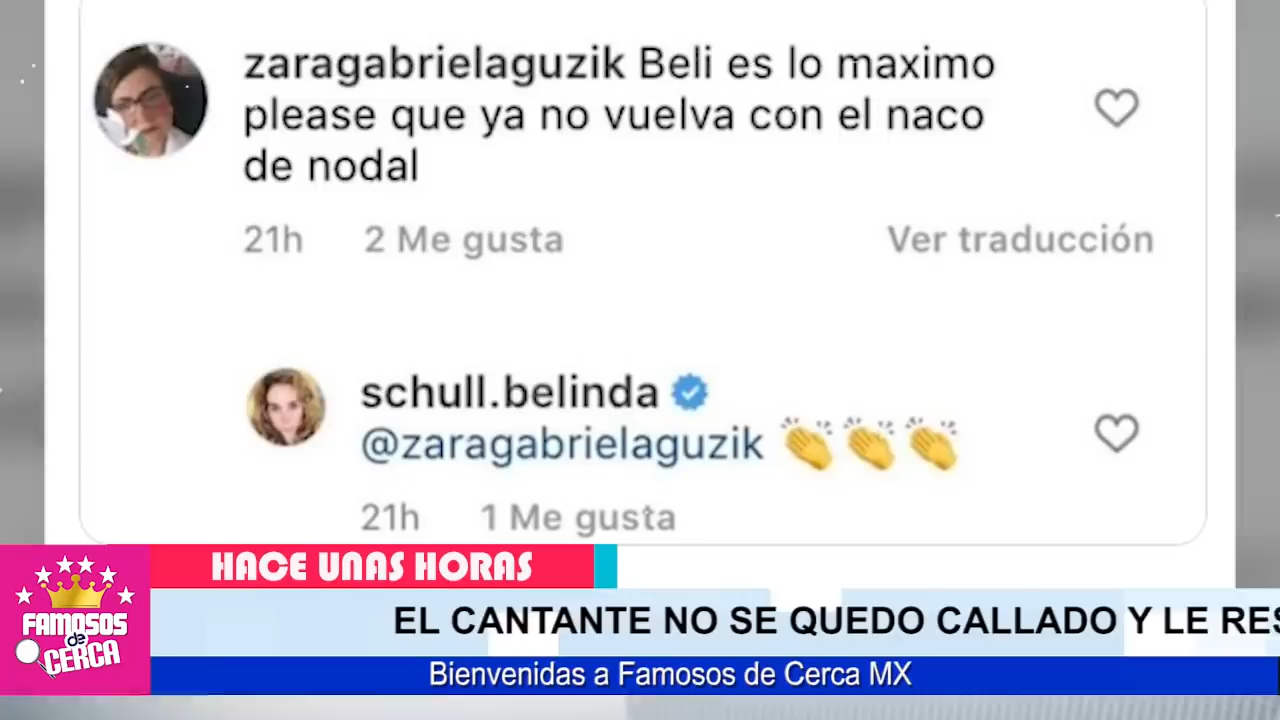 zaragabrielaguzik Beli es lo maximo
please que ya no vuelva con el naco
de nodal
21h 2 Me gusta Ver traducción
schull.belinda
@zaragabrielaguzik 👏👏👏
21h 1 Me gusta
HACE UNAS HORAS
FAMOSOS
de
CERCA
EL CANTANTE NO SE QUEDO CALLADO Y LE RES
Bienvenidas a Famosos de Cerca MX